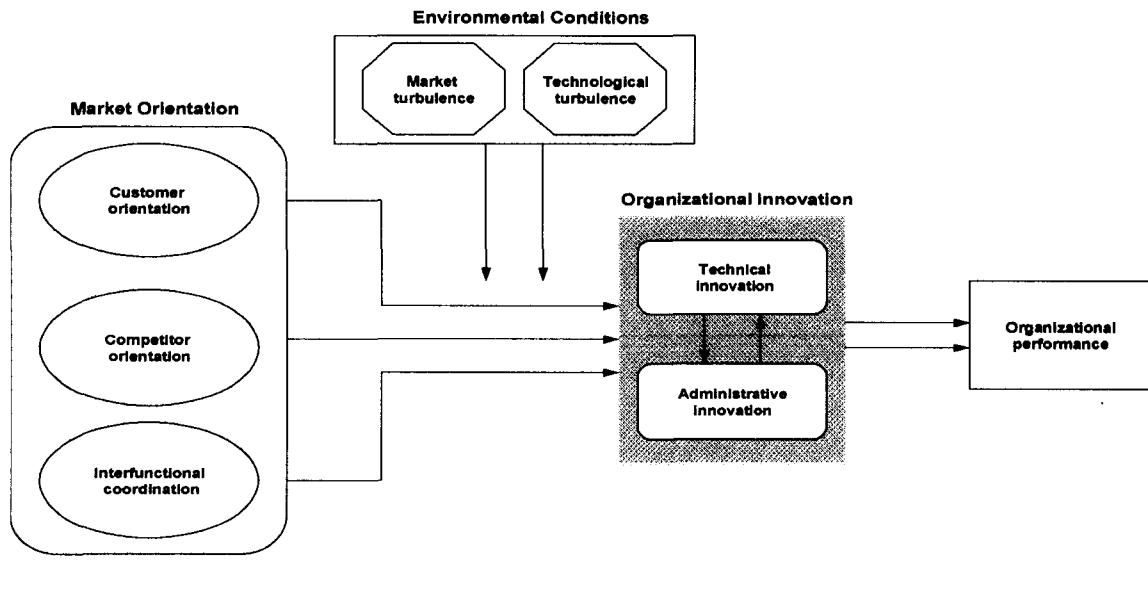 Environmental Conditions
Market
turbulence
Technological
turbulence
Market Orientation
Customer
orientation
Competitor
orientation
Interfunctional
coordination
Organizational Innovation
Technical
innovation
Administrative
innovation
Organizational
performance